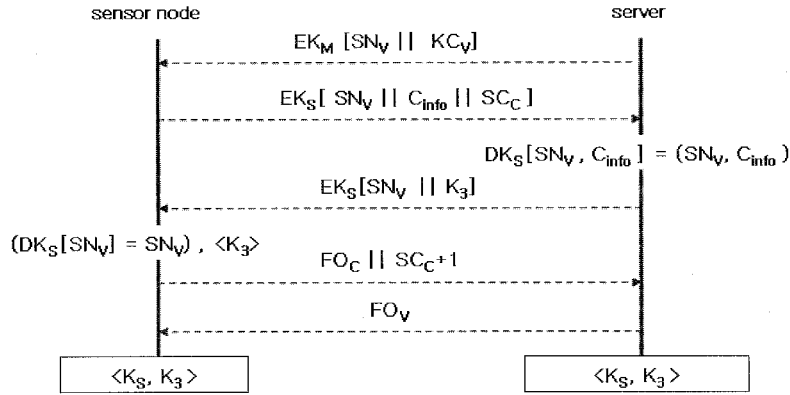 sensor node
server
EK_M [SN_V || KC_V]
EK_S[ SN_V || C_info || SC_C]
DK_S[SN_V , C_info ] = (SN_V, C_info)
EK_S[SN_V || K_3]
(DK_S[SN_V] = SN_V) , <K_3>
FO_C || SC_C+1
FO_V
<K_S, K_3>
<K_S, K_3>